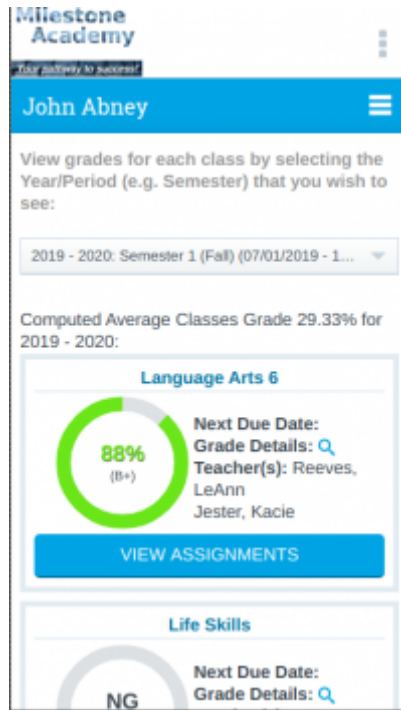 Milestone
Academy
Your pathway to success!
John Abney
View grades for each class by selecting the
Year/Period (e.g. Semester) that you wish to
see:
2019 - 2020: Semester 1 (Fall) (07/01/2019 - 1...
Computed Average Classes Grade 29.33% for
2019 - 2020:
Language Arts 6
88%
(B+)
Next Due Date:
Grade Details:
Teacher(s): Reeves,
LeAnn
Jester, Kacie
VIEW ASSIGNMENTS
Life Skills
NG
Next Due Date:
Grade Details: